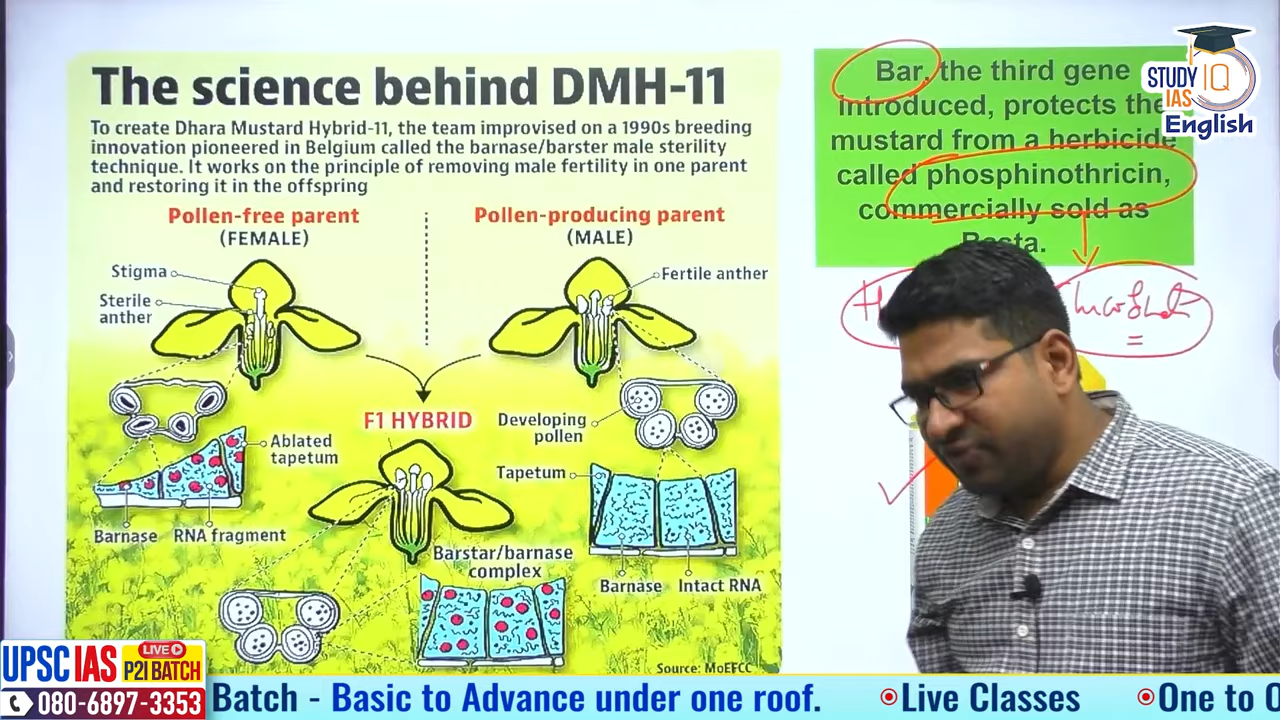 The science behind DMH-11
To create Dhara Mustard Hybrid-11, the team improvised on a 1990s breeding
innovation pioneered in Belgium called the barnase/barster male sterility
technique. It works on the principle of removing male fertility in one parent
and restoring it in the offspring
Pollen-free parent
(FEMALE)
Pollen-producing parent
(MALE)
Stigma
Sterile
anther
Fertile anther
F1 HYBRID
Developing
pollen
Ablated
tapetum
Tapetum
Barnase
RNA fragment
Barstar/barnase
complex
Barnase
Intact RNA
Source: MoEFCC
Bar, the third gene
introduced, protects the
mustard from a herbicide
called phosphinothricin,
commercially sold as
STUDY
IQ
IAS
English
UPSC IAS
LIVE
P2I BATCH
080-6897-3353
Batch - Basic to Advance under one roof.
Live Classes
One to